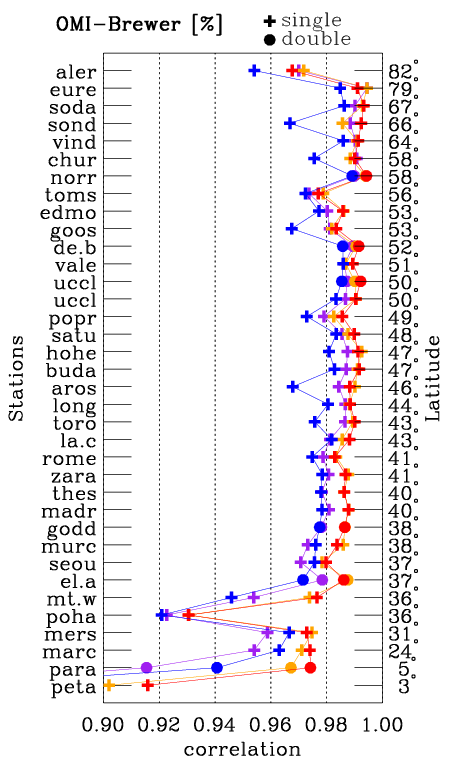 OMI-Brewer [%]
single
double
aler 82°
eure 79°
soda 67°
sond 66°
vind 64°
chur 58°
norr 58°
toms 56°
edmo 53°
goos 53°
de.b 52°
vale 51°
uccl 50°
uccl 50°
popr 49°
satu 48°
hohe 47°
buda 47°
aros 46°
long 44°
toro 43°
la.c 43°
rome 41°
zara 41°
thes 40°
madr 40°
godd 38°
murc 38°
seou 37°
el.a 37°
mt.w 36°
poha 36°
mers 31°
marc 24°
para 5°
peta 3°
Stations
Latitude
0.90 0.92 0.94 0.96 0.98 1.00
correlation